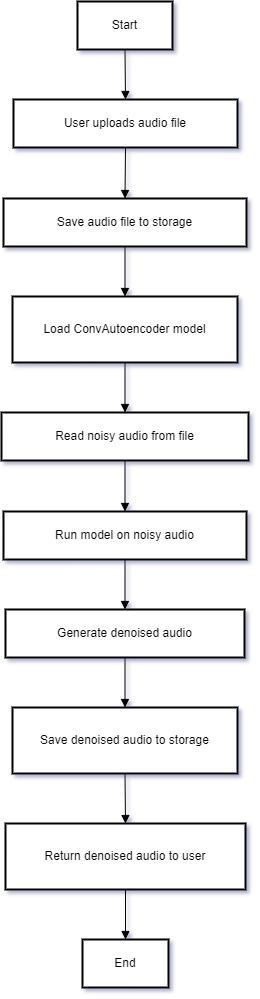 Start
User uploads audio file
Save audio file to storage
Load ConvAutoencoder model
Read noisy audio from file
Run model on noisy audio
Generate denoised audio
Save denoised audio to storage
Return denoised audio to user
End